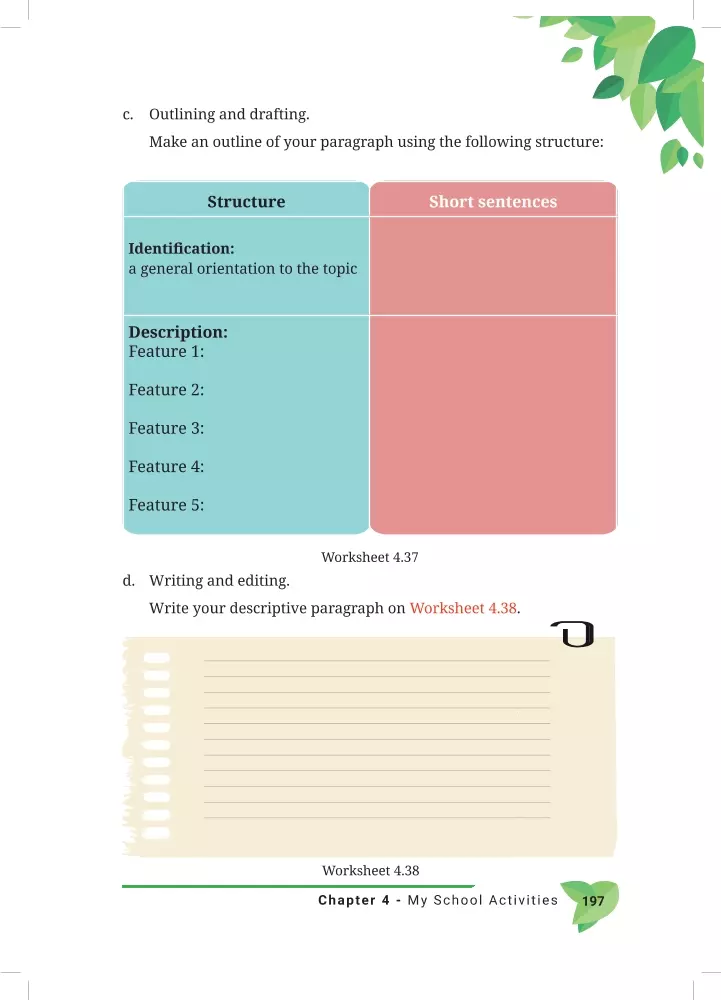 c. Outlining and drafting.
Make an outline of your paragraph using the following structure:
Structure
Short sentences
Identification:
a general orientation to the topic
Description:
Feature 1:
Feature 2:
Feature 3:
Feature 4:
Feature 5:
Worksheet 4.37
d. Writing and editing.
Write your descriptive paragraph on Worksheet 4.38.
Worksheet 4.38
Chapter 4 - My School Activities
197